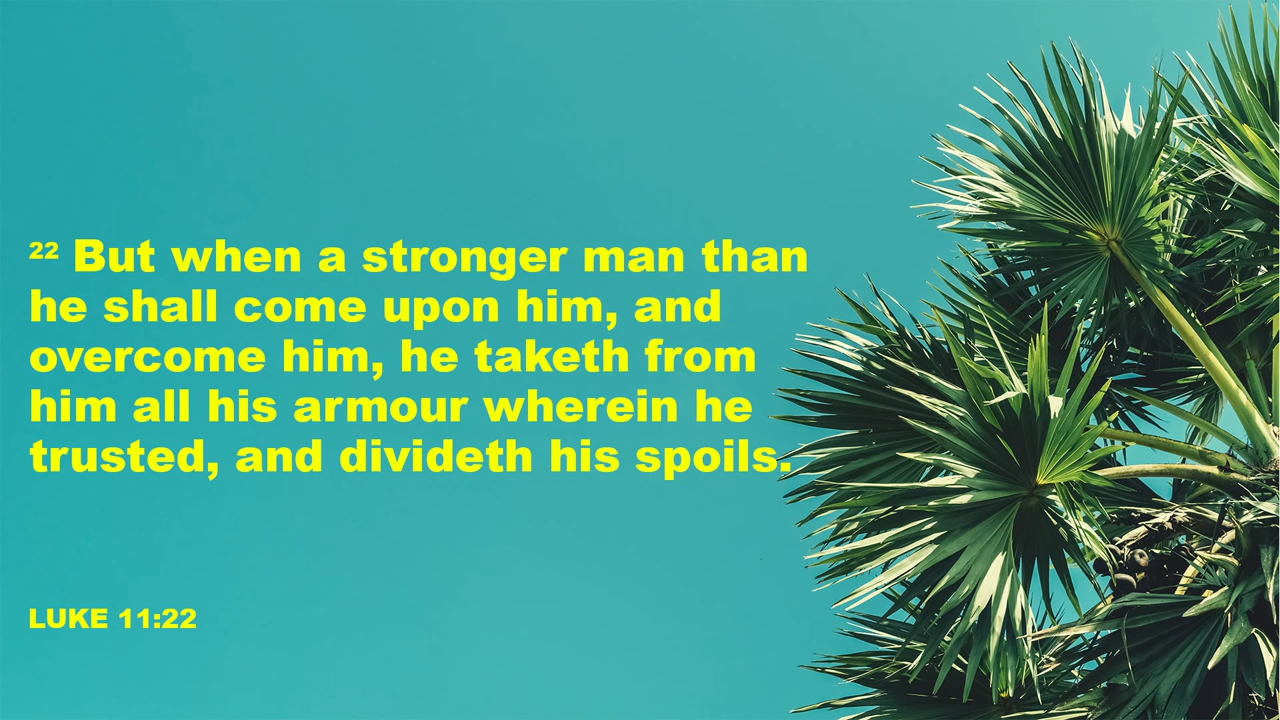 22 But when a stronger man than
he shall come upon him, and
overcome him, he taketh from
him all his armour wherein he
trusted, and divideth his spoils.
LUKE 11:22